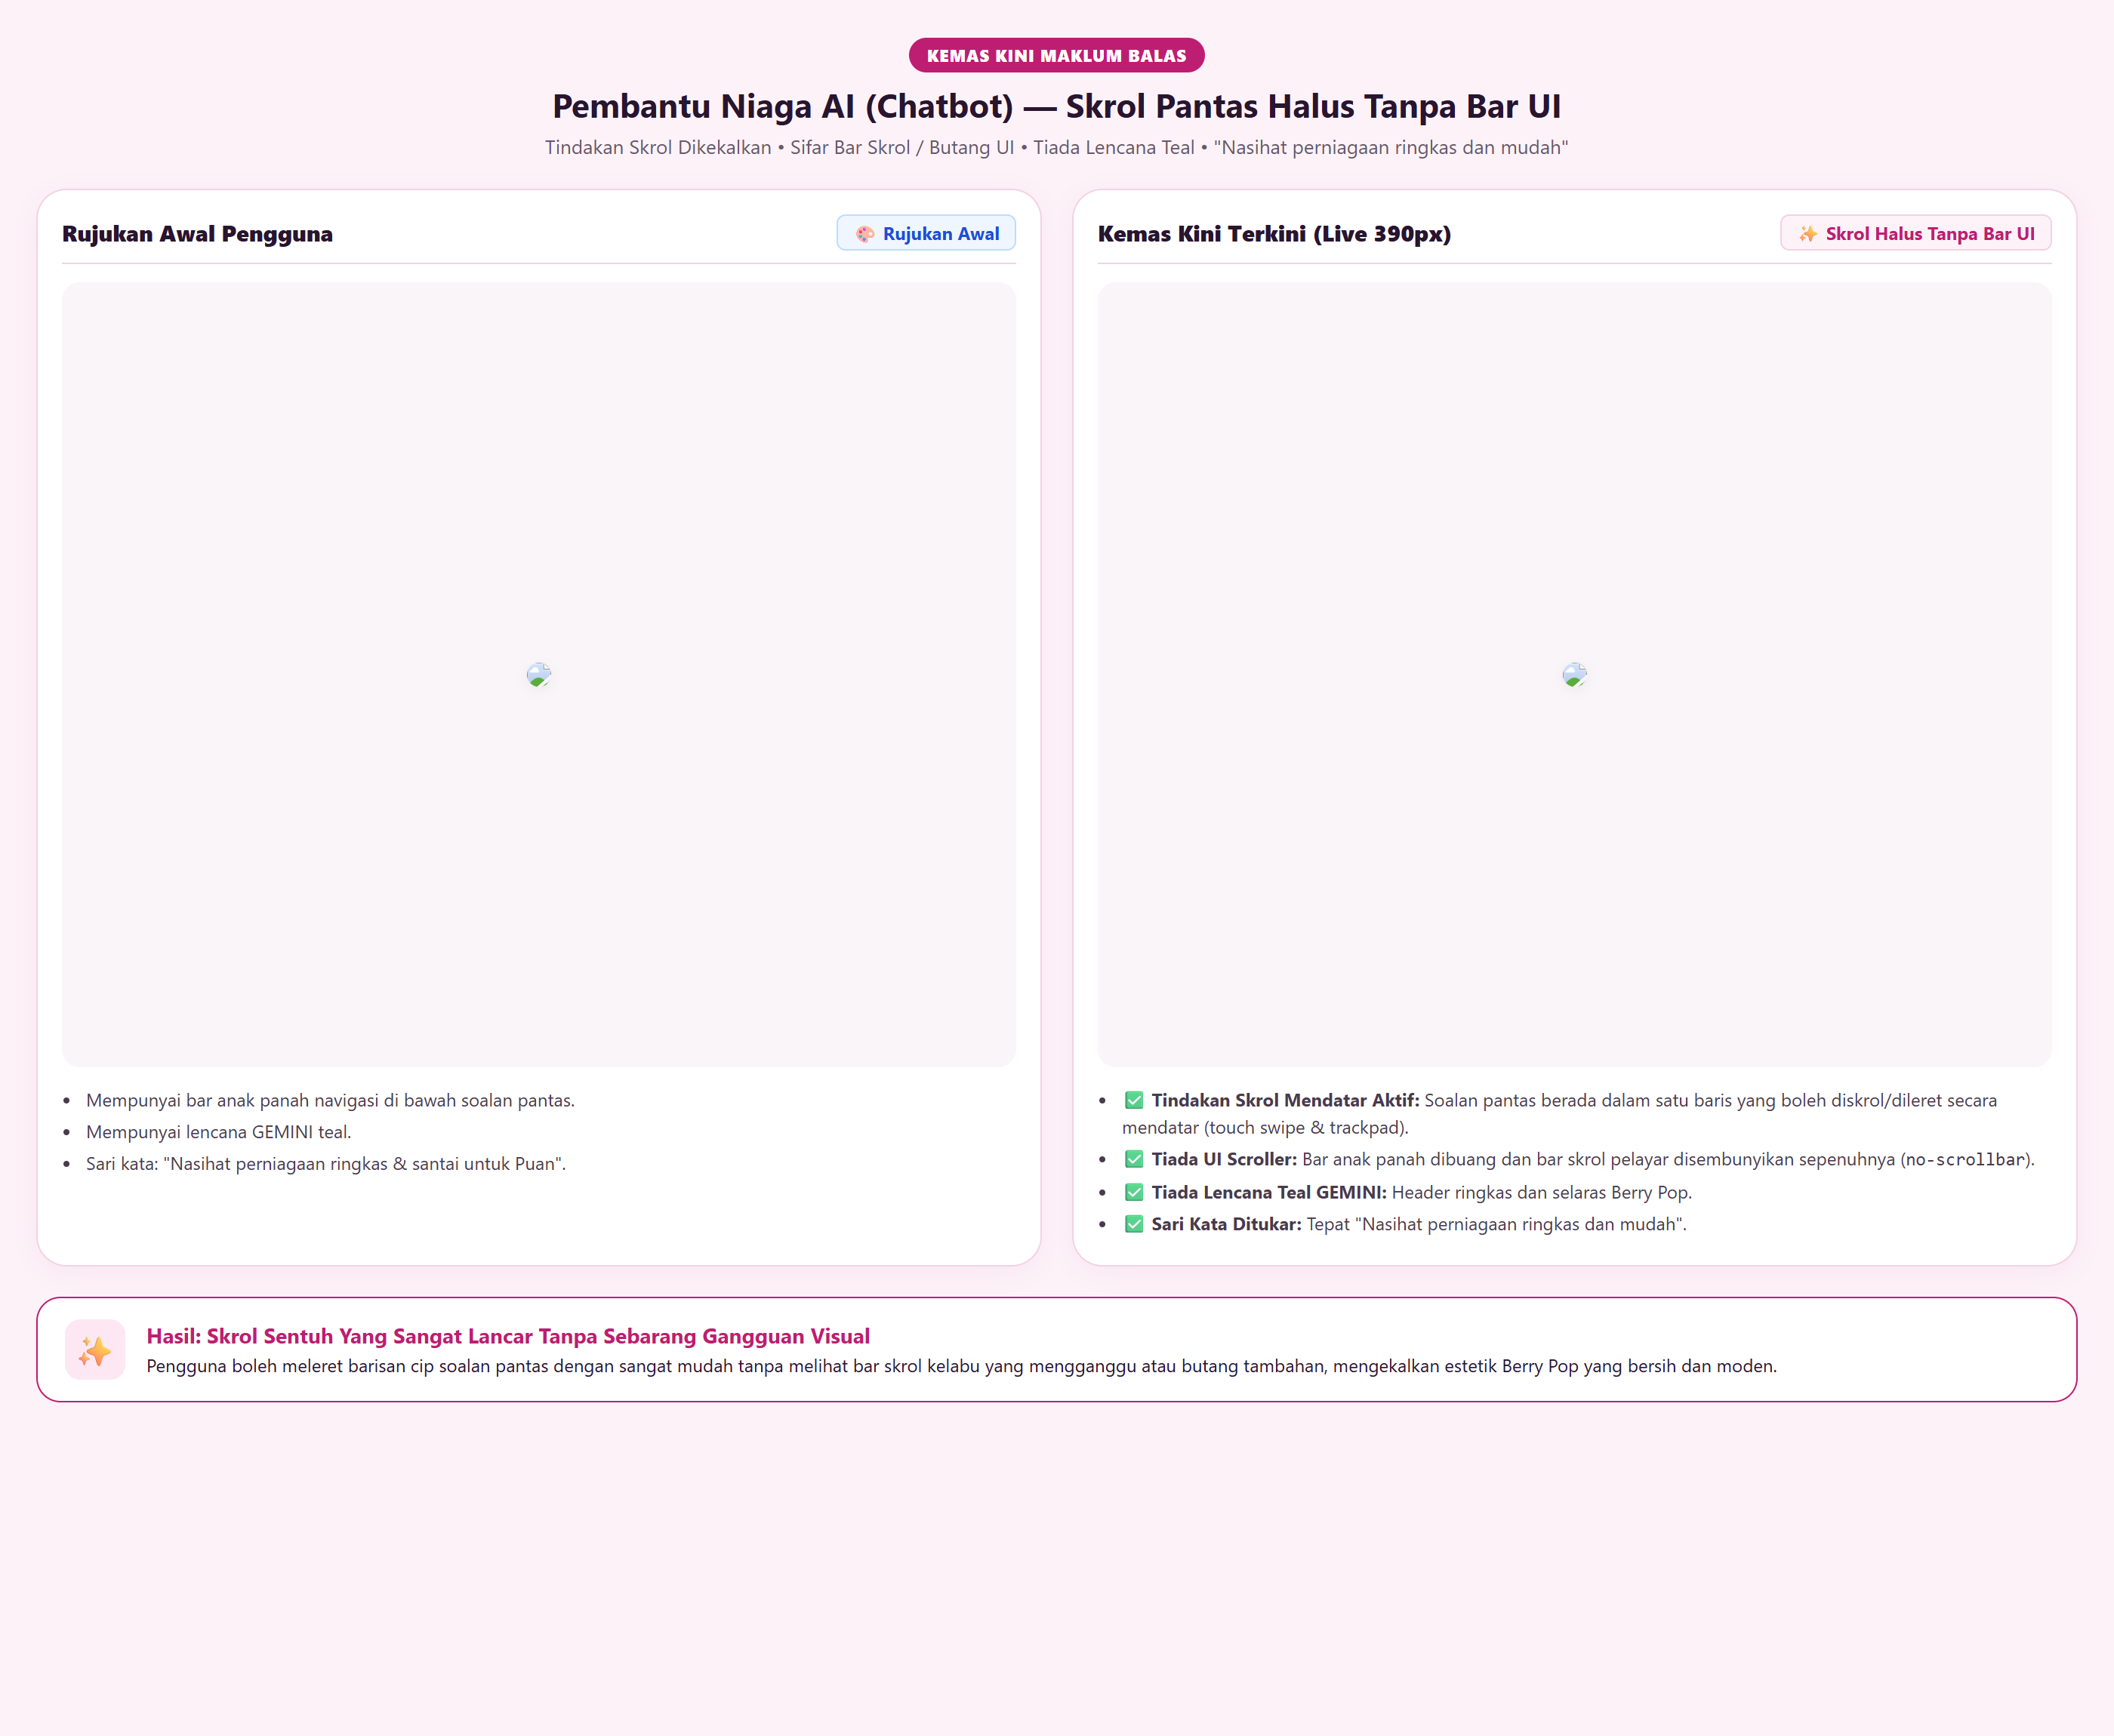 KEMAS KINI MAKLUM BALAS
Pembantu Niaga AI (Chatbot) — Skrol Pantas Halus Tanpa Bar UI
Tindakan Skrol Dikekalkan • Sifar Bar Skrol / Butang UI • Tiada Lencana Teal • "Nasihat perniagaan ringkas dan mudah"
Rujukan Awal Pengguna
🎨 Rujukan Awal
• Mempunyai bar anak panah navigasi di bawah soalan pantas.
• Mempunyai lencana GEMINI teal.
• Sari kata: "Nasihat perniagaan ringkas & santai untuk Puan".
Kemas Kini Terkini (Live 390px)
✨ Skrol Halus Tanpa Bar UI
• ✅ Tindakan Skrol Mendatar Aktif: Soalan pantas berada dalam satu baris yang boleh diskrol/dileret secara
mendatar (touch swipe & trackpad).
• ✅ Tiada UI Scroller: Bar anak panah dibuang dan bar skrol pelayar disembunyikan sepenuhnya (no-scrollbar).
• ✅ Tiada Lencana Teal GEMINI: Header ringkas dan selaras Berry Pop.
• ✅ Sari Kata Ditukar: Tepat "Nasihat perniagaan ringkas dan mudah".
Hasil: Skrol Sentuh Yang Sangat Lancar Tanpa Sebarang Gangguan Visual
Pengguna boleh meleret barisan cip soalan pantas dengan sangat mudah tanpa melihat bar skrol kelabu yang mengganggu atau butang tambahan, mengekalkan estetik Berry Pop yang bersih dan moden.